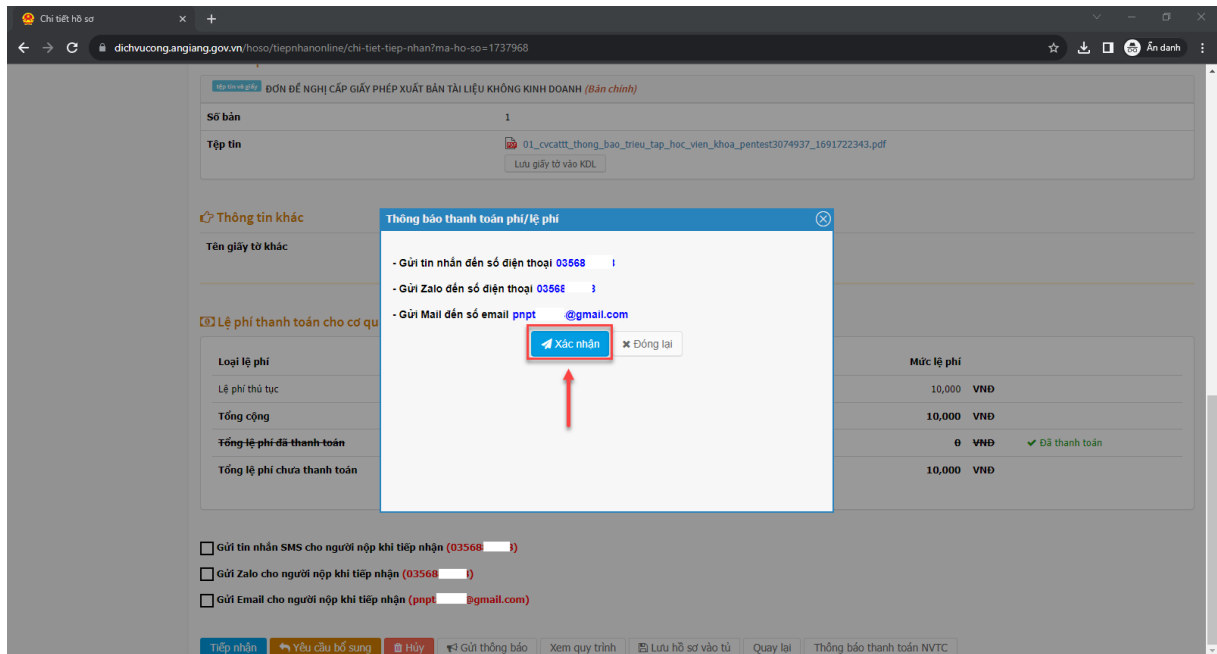 Chi tiết hồ sơ
dichvucong.angiang.gov.vn/hoso/tiepnhanonline/chi-tiet-tiep-nhan?ma-ho-so=1737968
Ẩn danh
tệp tin và giấy ĐƠN ĐỀ NGHỊ CẤP GIẤY PHÉP XUẤT BẢN TÀI LIỆU KHÔNG KINH DOANH (Bản chính)
Số bản 1
Tệp tin 01_cvcattt_thong_bao_trieu_tap_hoc_vien_khoa_pentest3074937_1691722343.pdf
Lưu giấy tờ vào KDL
Thông tin khác
Tên giấy tờ khác
Thông báo thanh toán phí/lệ phí
- Gửi tin nhắn đến số điện thoại 03568
- Gửi Zalo đến số điện thoại 03568 3
- Gửi Mail đến số email pnpt @gmail.com
Xác nhận Đóng lại
Lệ phí thanh toán cho cơ qu
Loại lệ phí Mức lệ phí
Lệ phí thủ tục 10,000 VNĐ
Tổng cộng 10,000 VNĐ
Tổng lệ phí đã thanh toán 0 VNĐ Đã thanh toán
Tổng lệ phí chưa thanh toán 10,000 VNĐ
Gửi tin nhắn SMS cho người nộp khi tiếp nhận (03568 3)
Gửi Zalo cho người nộp khi tiếp nhận (03568 )
Gửi Email cho người nộp khi tiếp nhận (pnpt @gmail.com)
Tiếp nhận Yêu cầu bổ sung Hủy Gửi thông báo Xem quy trình Lưu hồ sơ vào tủ Quay lại Thông báo thanh toán NVTC